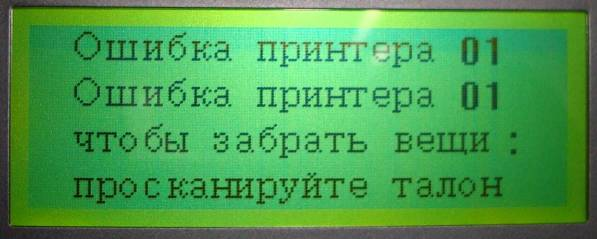 Ошибка принтера 01
Ошибка принтера 01
чтобы забрать вещи :
просканируйте талон